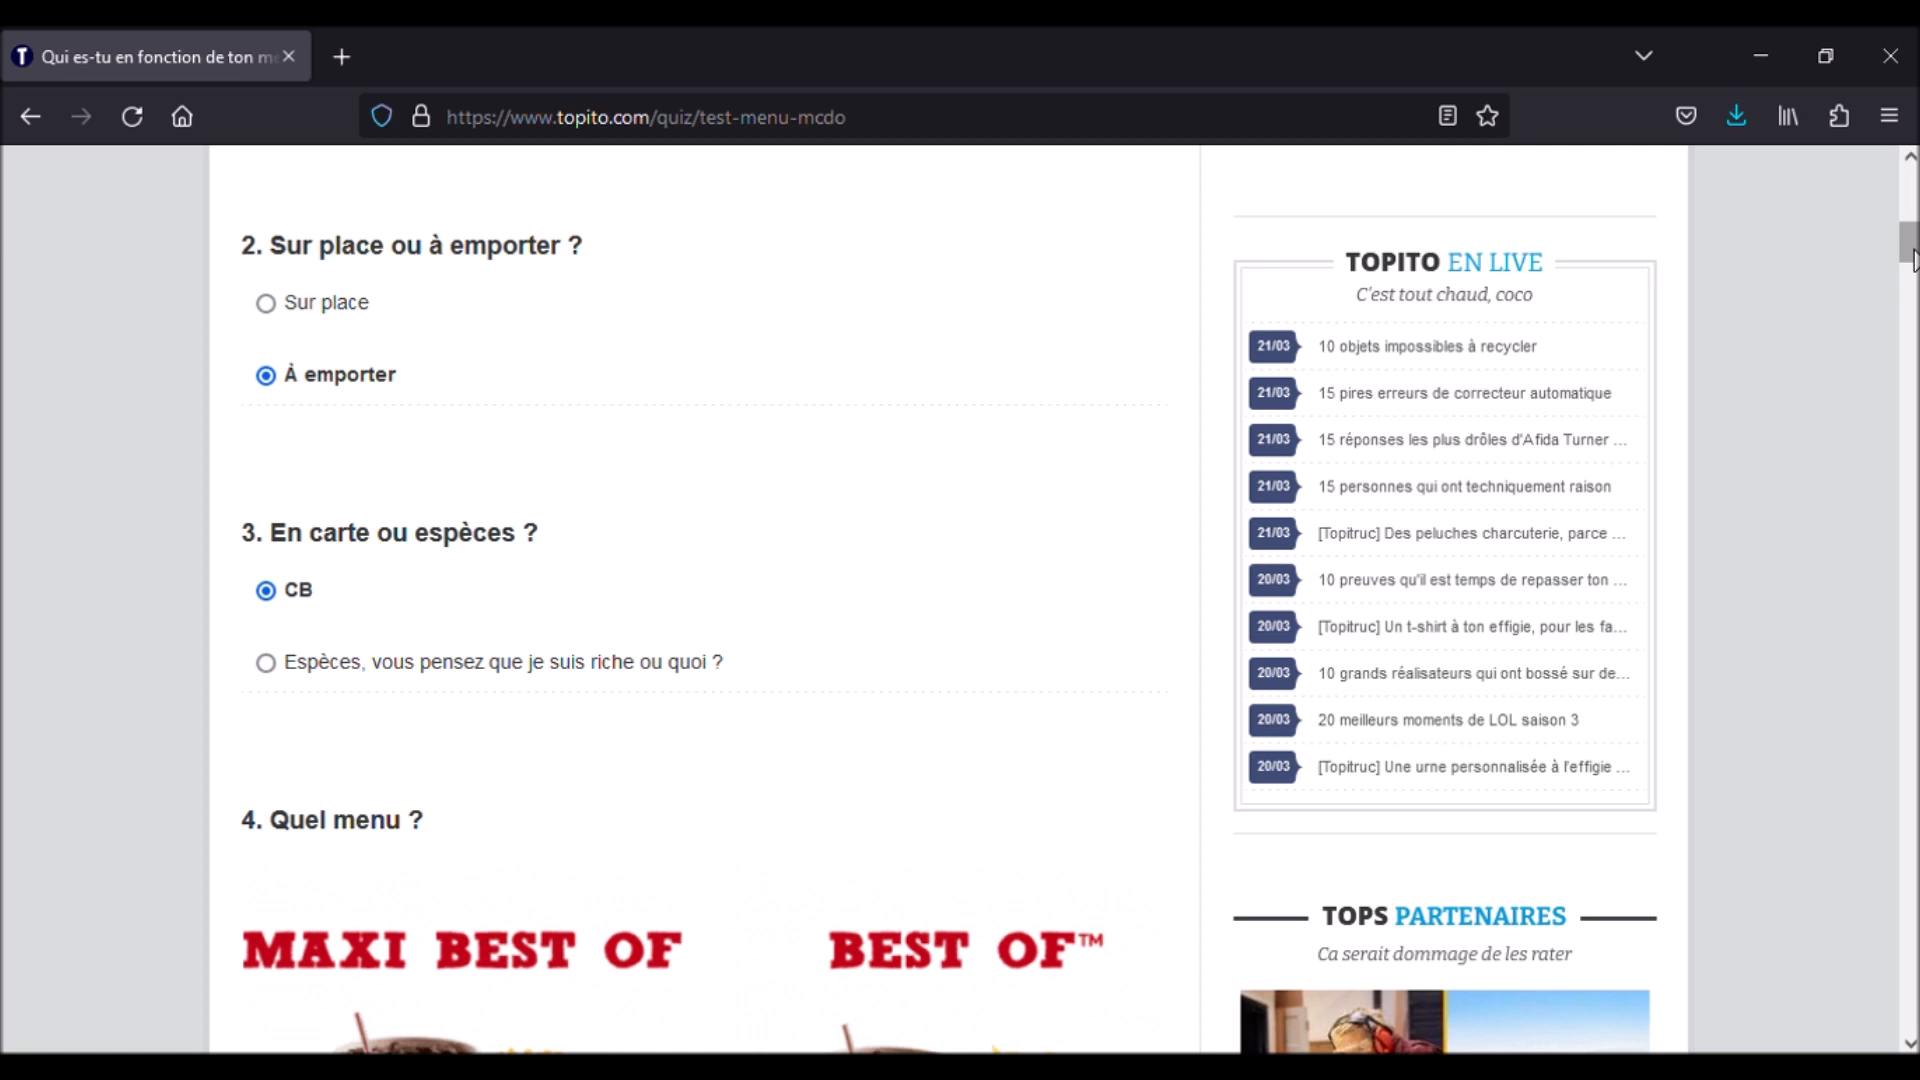 Qui es-tu en fonction de ton m
https://www.topito.com/quiz/test-menu-mcdo
2. Sur place ou à emporter ?
Sur place
À emporter
3. En carte ou espèces ?
CB
Espèces, vous pensez que je suis riche ou quoi ?
4. Quel menu ?
MAXI BEST OF
BEST OF™
TOPITO EN LIVE
C'est tout chaud, coco
21/03 10 objets impossibles à recycler
21/03 15 pires erreurs de correcteur automatique
21/03 15 réponses les plus drôles d'Afida Turner ...
21/03 15 personnes qui ont techniquement raison
21/03 [Topitruc] Des peluches charcuterie, parce ...
20/03 10 preuves qu'il est temps de repasser ton ...
20/03 [Topitruc] Un t-shirt à ton effigie, pour les fa...
20/03 10 grands réalisateurs qui ont bossé sur de...
20/03 20 meilleurs moments de LOL saison 3
20/03 [Topitruc] Une urne personnalisée à l'effigie ...
TOPS PARTENAIRES
Ca serait dommage de les rater